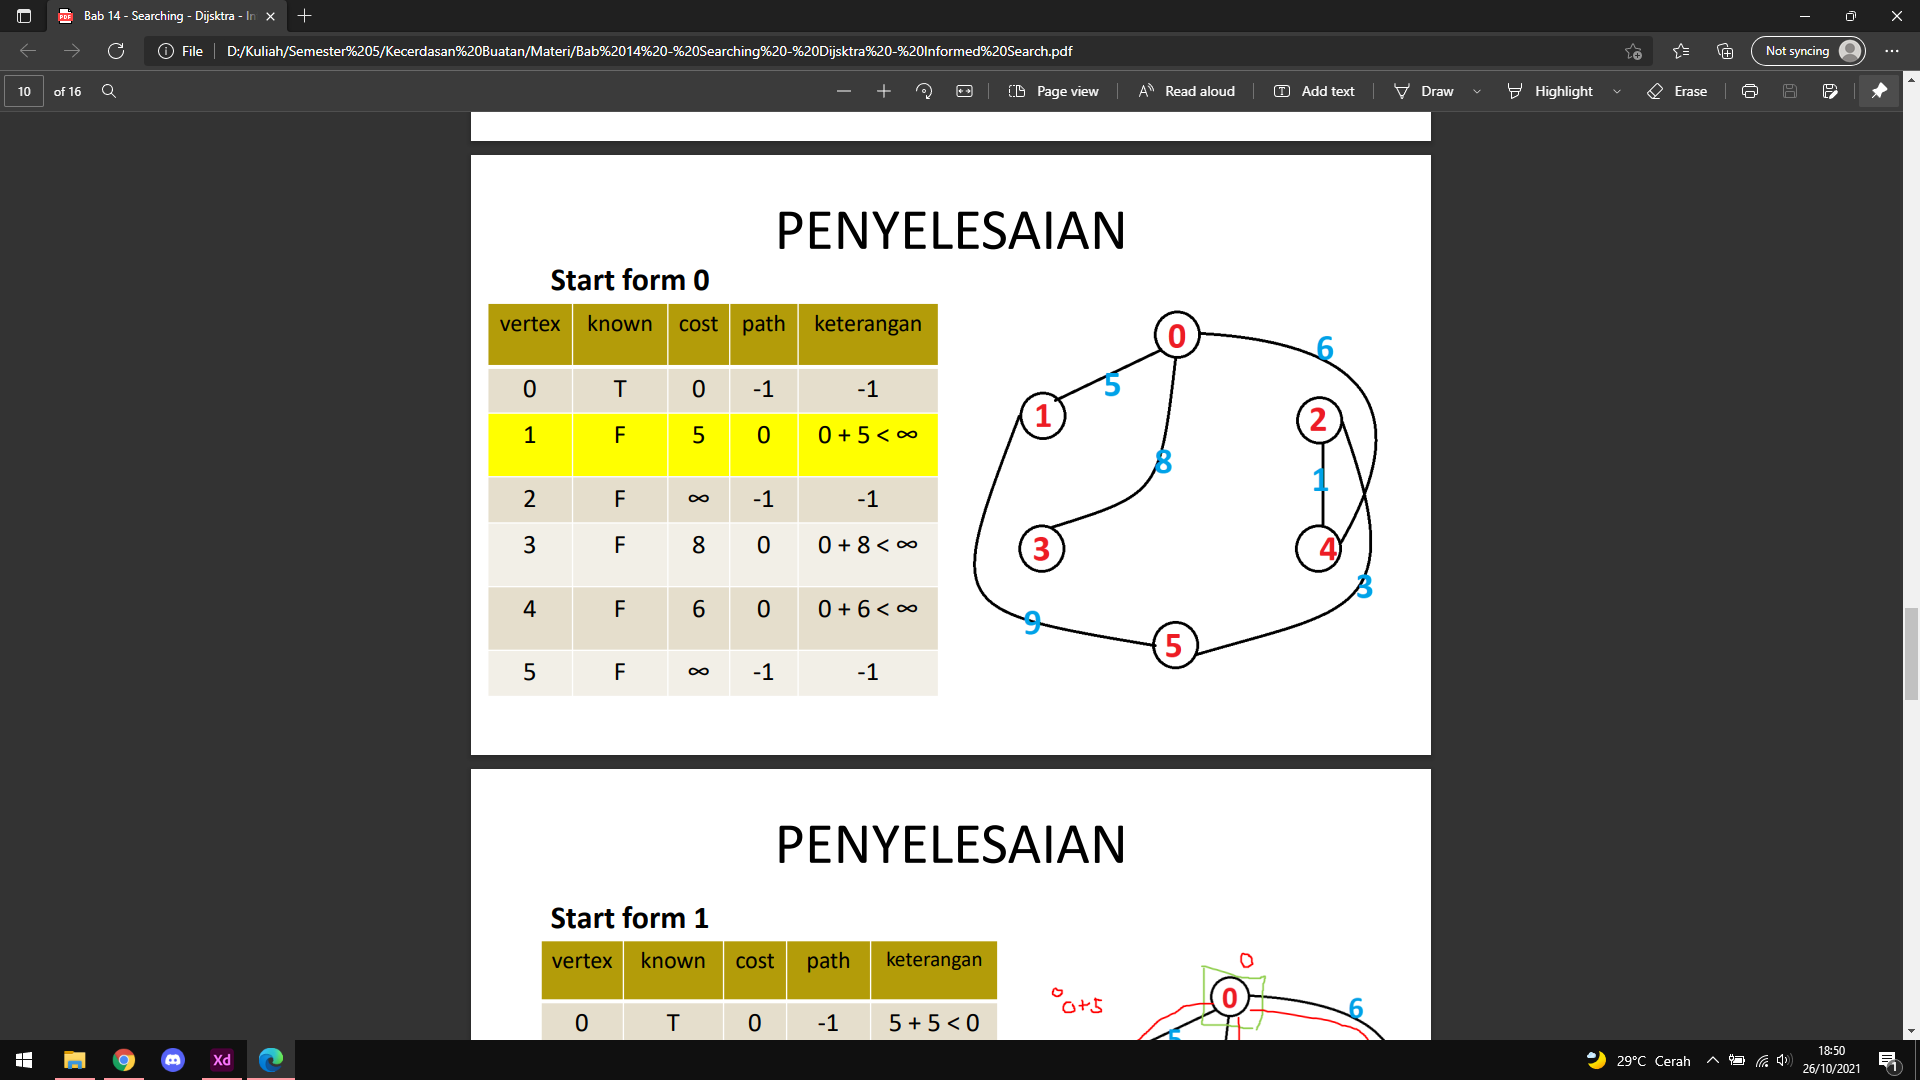 Bab 14 - Searching - Dijsktra - In
File D:/Kuliah/Semester%205/Kecerdasan%20Buatan/Materi/Bab%2014%20-%20Searching%20-%20Dijsktra%20-%20Informed%20Search.pdf Not syncing
10 of 16 Page view Read aloud Add text Draw Highlight Erase
PENYELESAIAN
Start form 0
vertex known cost path keterangan
0 T 0 -1 -1
1 F 5 0 0 + 5 < ∞
2 F ∞ -1 -1
3 F 8 0 0 + 8 < ∞
4 F 6 0 0 + 6 < ∞
5 F ∞ -1 -1
0
6
5
1
2
8
1
3
4
3
9
5
PENYELESAIAN
Start form 1
vertex known cost path keterangan
0 T 0 -1 5 + 5 < 0
0
0+5
0
6
5
Xd
29°C Cerah
18:50
26/10/2021
1